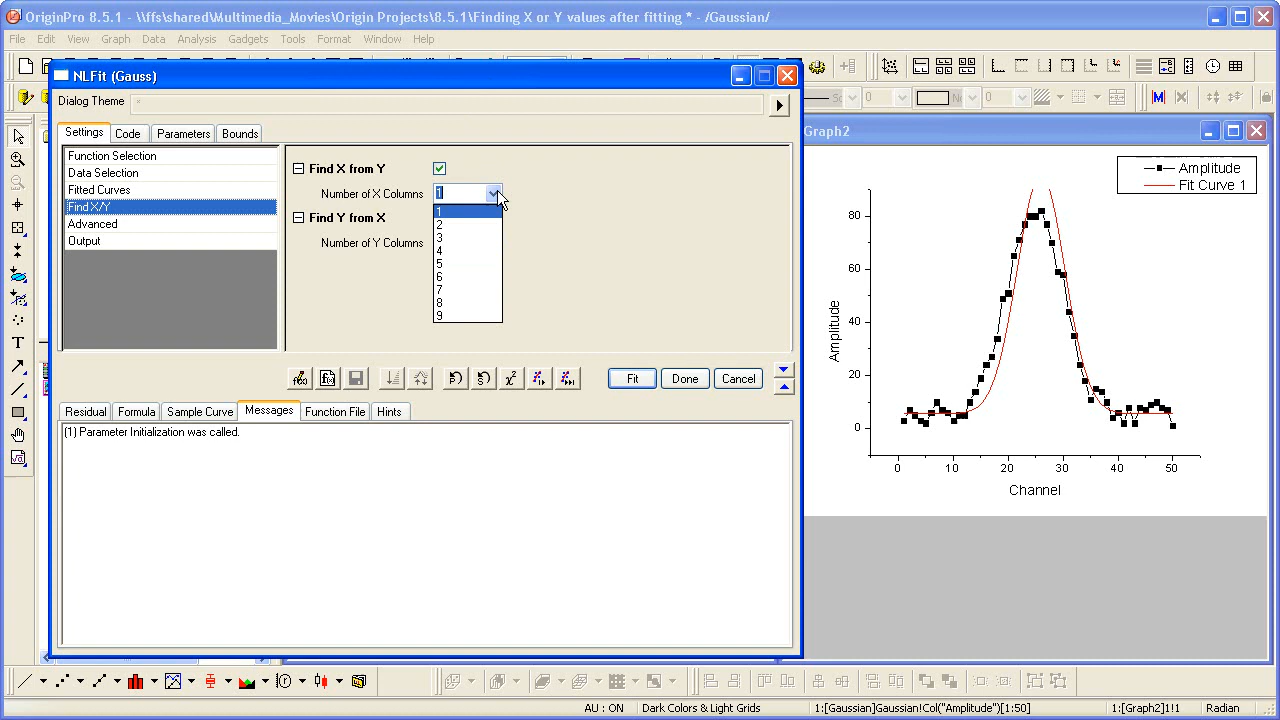 OriginPro 8.5.1 - \\ffs\shared\Multimedia_Movies\Origin Projects\8.5.1\Finding X or Y values after fitting * - /Gaussian/
File Edit View Graph Data Analysis Gadgets Tools Format Window Help
NLFit (Gauss)
Dialog Theme *
Settings Code Parameters Bounds
Function Selection
Data Selection
Fitted Curves
Find X/Y
Advanced
Output
Find X from Y
Number of X Columns 1
1
2
3
4
5
6
7
8
9
Find Y from X
Number of Y Columns
Fit Done Cancel
Residual Formula Sample Curve Messages Function File Hints
(1) Parameter Initialization was called.
0 0
Graph2
Amplitude
Fit Curve 1
80
60
40
20
0
Amplitude
0 10 20 30 40 50
Channel
AU : ON Dark Colors & Light Grids 1:[Gaussian]Gaussian!Col("Amplitude")[1:50] 1:[Graph2]1!1 Radian